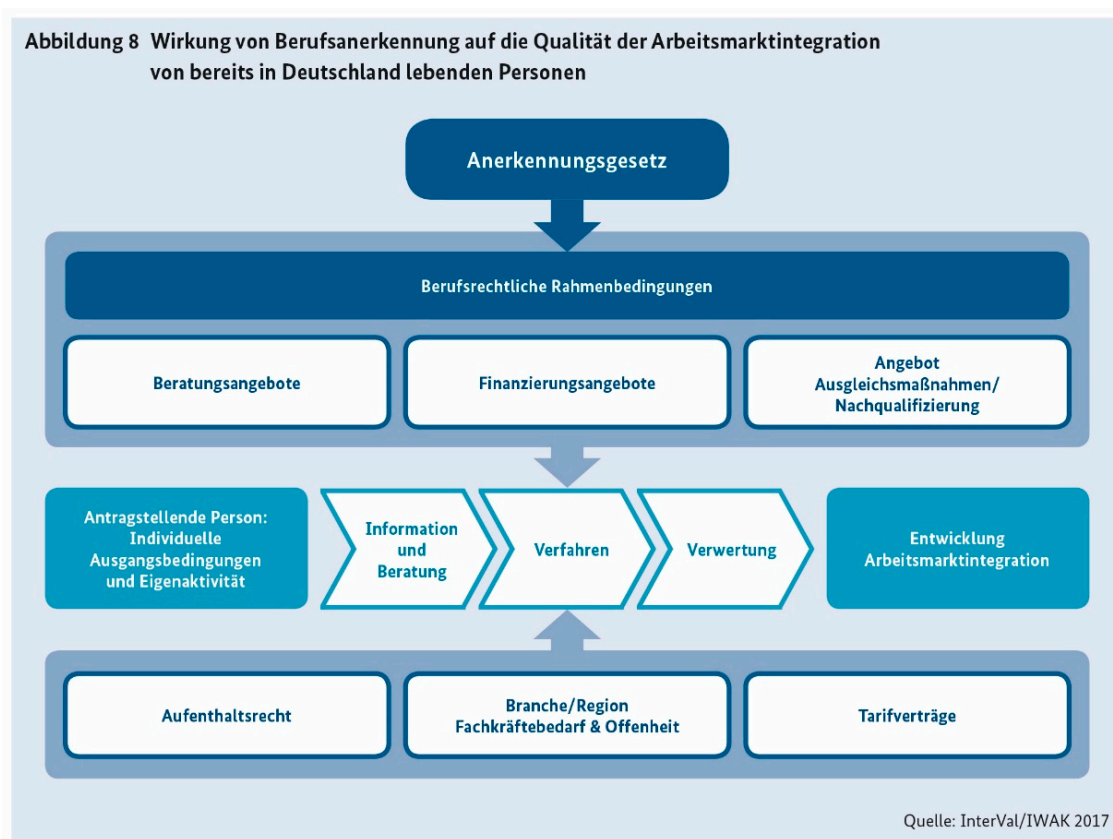 Abbildung 8 Wirkung von Berufsanerkennung auf die Qualität der Arbeitsmarktintegration
von bereits in Deutschland lebenden Personen
Anerkennungsgesetz
Berufsrechtliche Rahmenbedingungen
Beratungsangebote
Finanzierungsangebote
Angebot
Ausgleichsmaßnahmen/
Nachqualifizierung
Antragstellende Person:
Individuelle
Ausgangsbedingungen
und Eigenaktivität
Information
und
Beratung
Verfahren
Verwertung
Entwicklung
Arbeitsmarktintegration
Aufenthaltsrecht
Branche/Region
Fachkräftebedarf & Offenheit
Tarifverträge
Quelle: InterVal/IWAK 2017